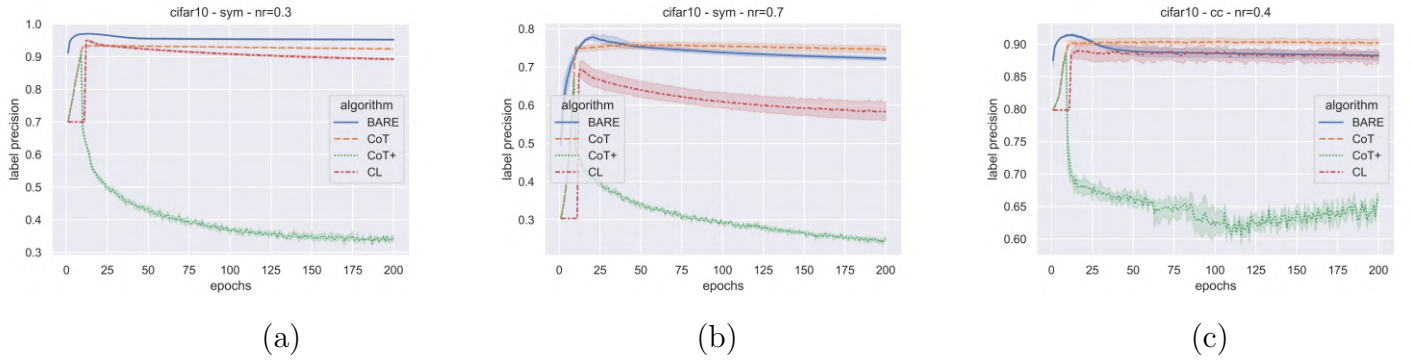 cifar10 - sym - nr=0.3
1.0
0.9
0.8
0.7
0.6
0.5
0.4
0.3
label precision
algorithm
BARE
CoT
CoT+
CL
0 25 50 75 100 125 150 175 200
epochs
(a)
cifar10 - sym - nr=0.7
0.8
0.7
0.6
0.5
0.4
0.3
label precision
algorithm
BARE
CoT
CoT+
CL
0 25 50 75 100 125 150 175 200
epochs
(b)
cifar10 - cc - nr=0.4
0.90
0.85
0.80
0.75
0.70
0.65
0.60
label precision
algorithm
BARE
CoT
CoT+
CL
0 25 50 75 100 125 150 175 200
epochs
(c)